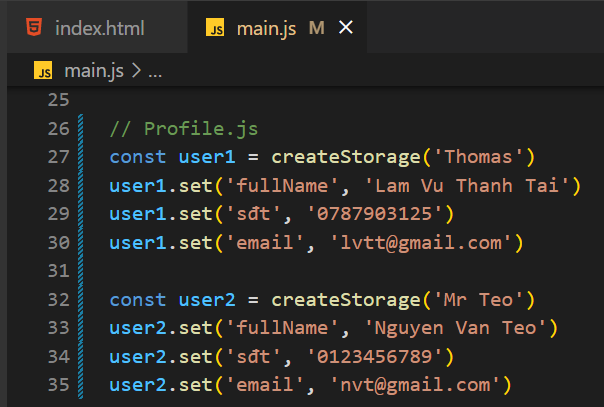 index.html JS main.js M ×
JS main.js > ...
25
26 // Profile.js
27 const user1 = createStorage('Thomas')
28 user1.set('fullName', 'Lam Vu Thanh Tai')
29 user1.set('sđt', '0787903125')
30 user1.set('email', 'lvtt@gmail.com')
31
32 const user2 = createStorage('Mr Teo')
33 user2.set('fullName', 'Nguyen Van Teo')
34 user2.set('sđt', '0123456789')
35 user2.set('email', 'nvt@gmail.com')